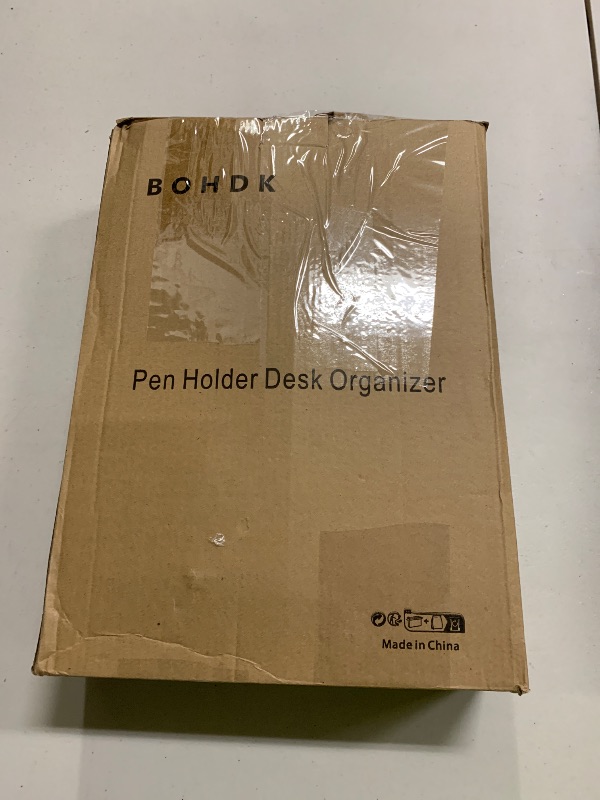 BOHDK
Pen Holder Desk Organizer
Made in China